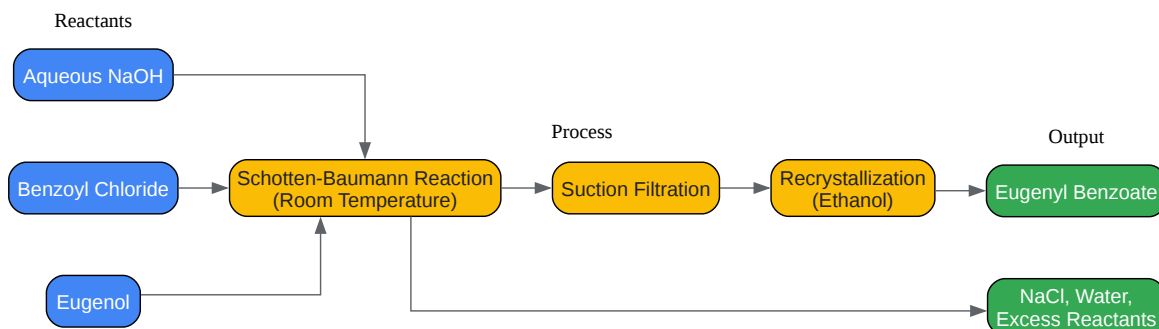 Reactants
Aqueous NaOH
Process
Output
Benzoyl Chloride
Schotten-Baumann Reaction
(Room Temperature)
Suction Filtration
Recrystallization
(Ethanol)
Eugenyl Benzoate
Eugenol
NaCl, Water,
Excess Reactants